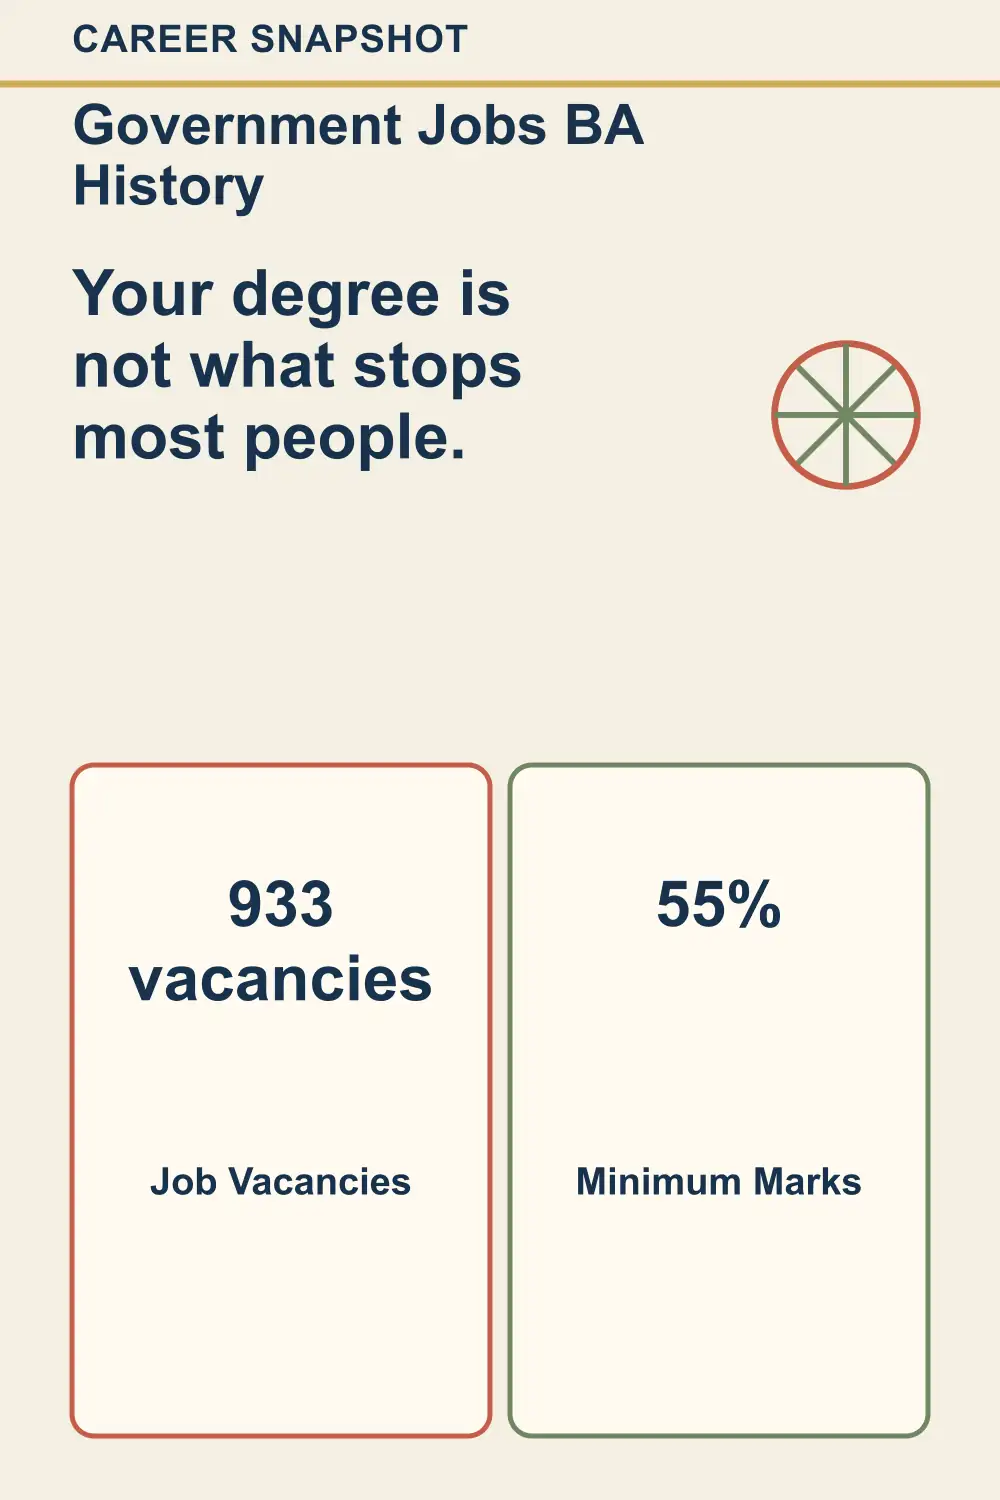 CAREER SNAPSHOT
Government Jobs BA
History
Your degree is
not what stops
most people.
933
vacancies
Job Vacancies
55%
Minimum Marks